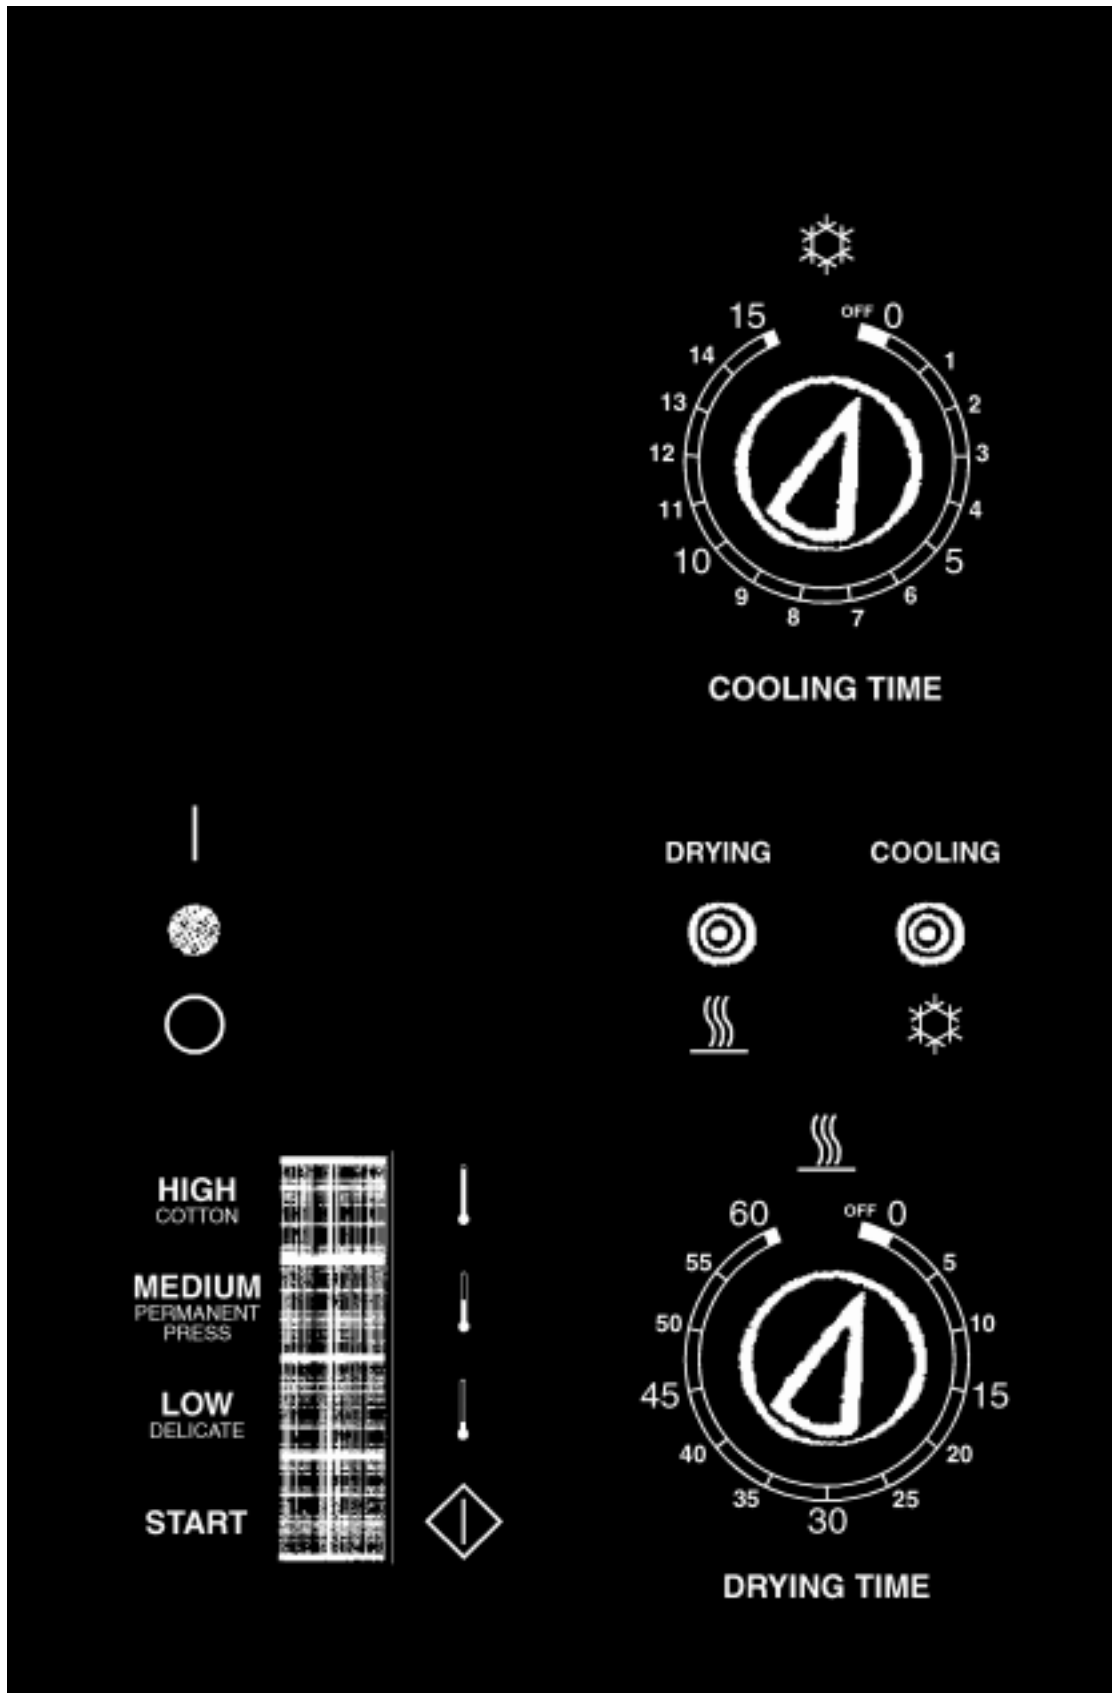 15
OFF 0
14
1
13
2
12
3
11
4
10
5
9
6
8
7
COOLING TIME
DRYING
COOLING
HIGH
COTTON
MEDIUM
PERMANENT
PRESS
LOW
DELICATE
START
60
OFF 0
55
5
50
10
45
15
40
20
35
25
30
DRYING TIME